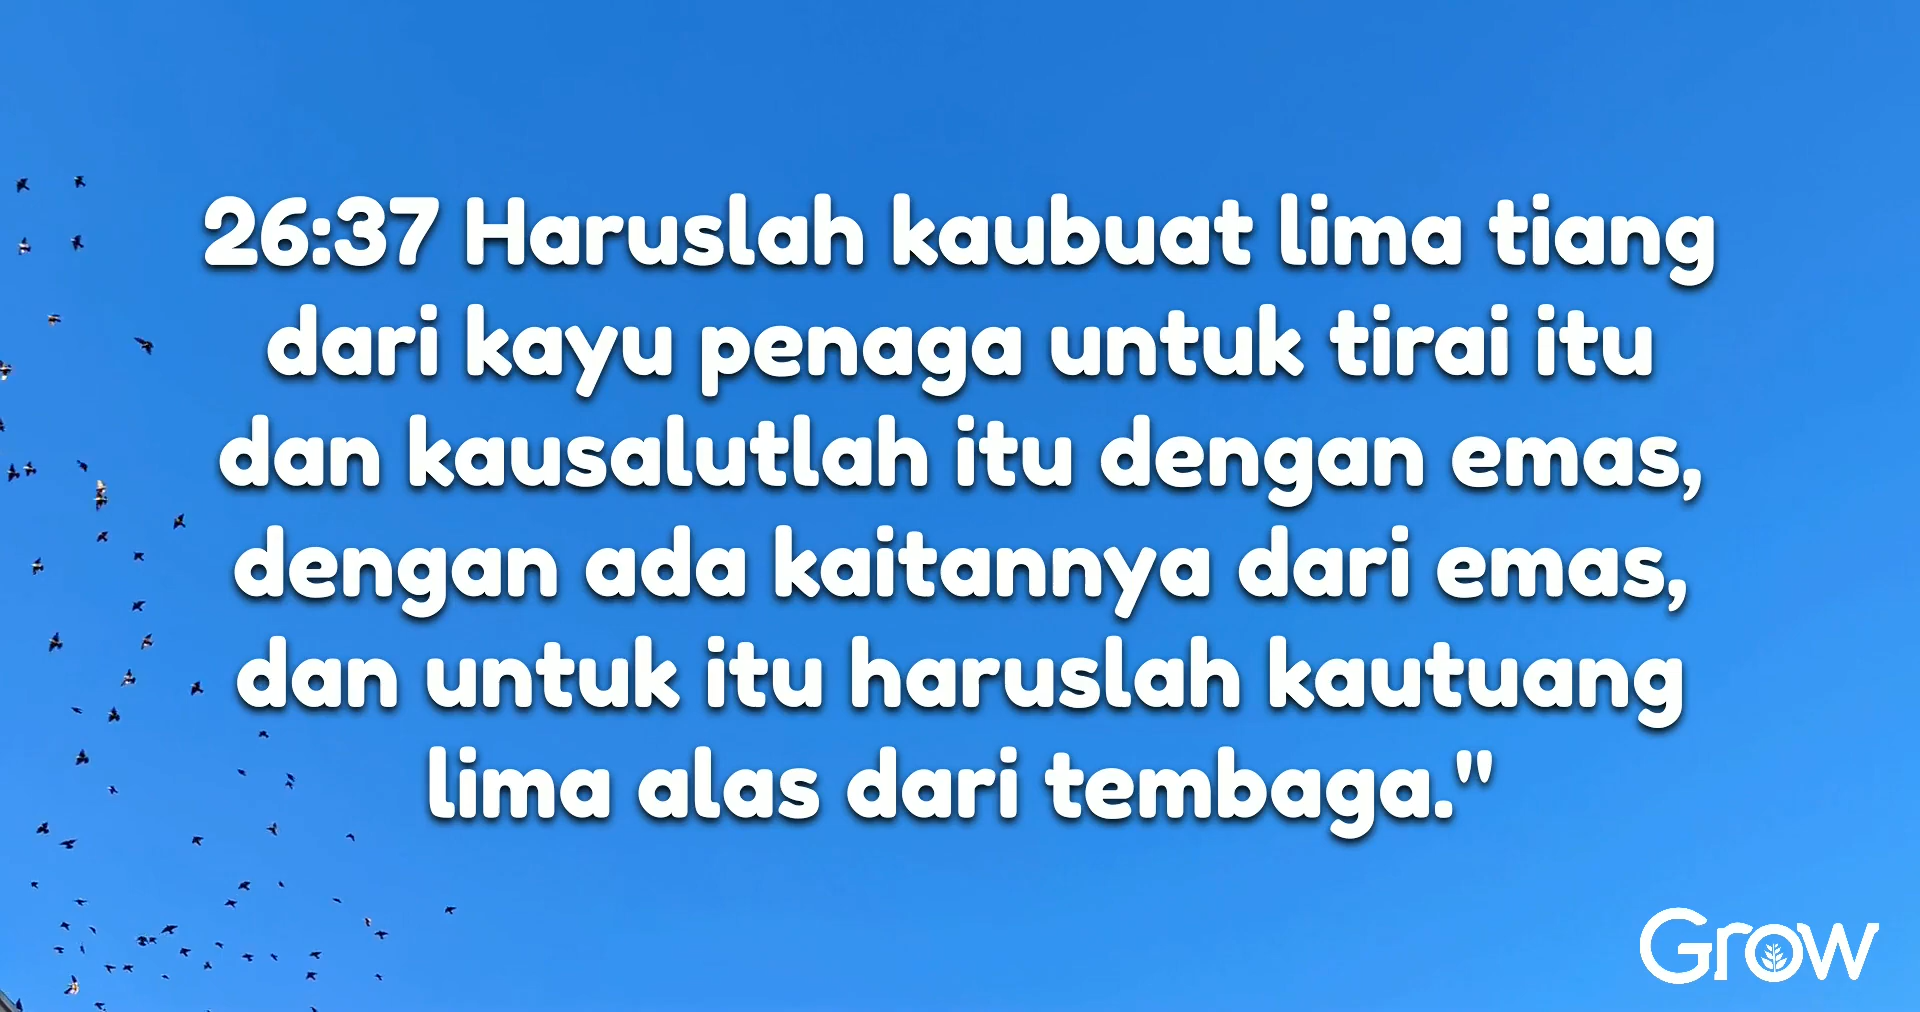 26:37 Haruslah kaubuat lima tiang
dari kayu penaga untuk tirai itu
dan kausalutlah itu dengan emas,
dengan ada kaitannya dari emas,
dan untuk itu haruslah kautuang
lima alas dari tembaga."
Grow